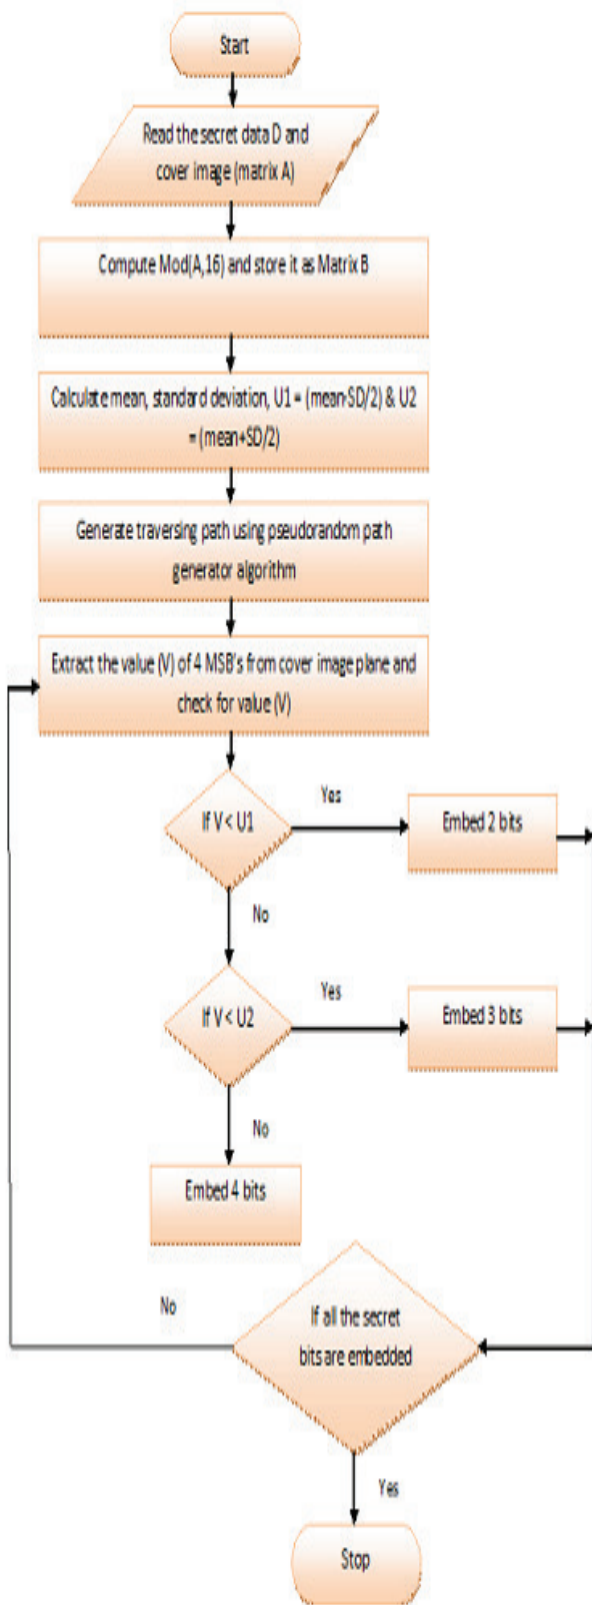 Start
Read the secret data D and
cover image (matrix A)
Compute Mod(A,16) and store it as Matrix B
Calculate mean, standard deviation, U1 = (mean-SD/2) & U2
= (mean+SD/2)
Generate traversing path using pseudorandom path
generator algorithm
Extract the value (V) of 4 MSB's from cover image plane and
check for value (V)
If V < U1
Yes
Embed 2 bits
No
If V < U2
Yes
Embed 3 bits
No
Embed 4 bits
No
If all the secret
bits are embedded
Yes
Stop